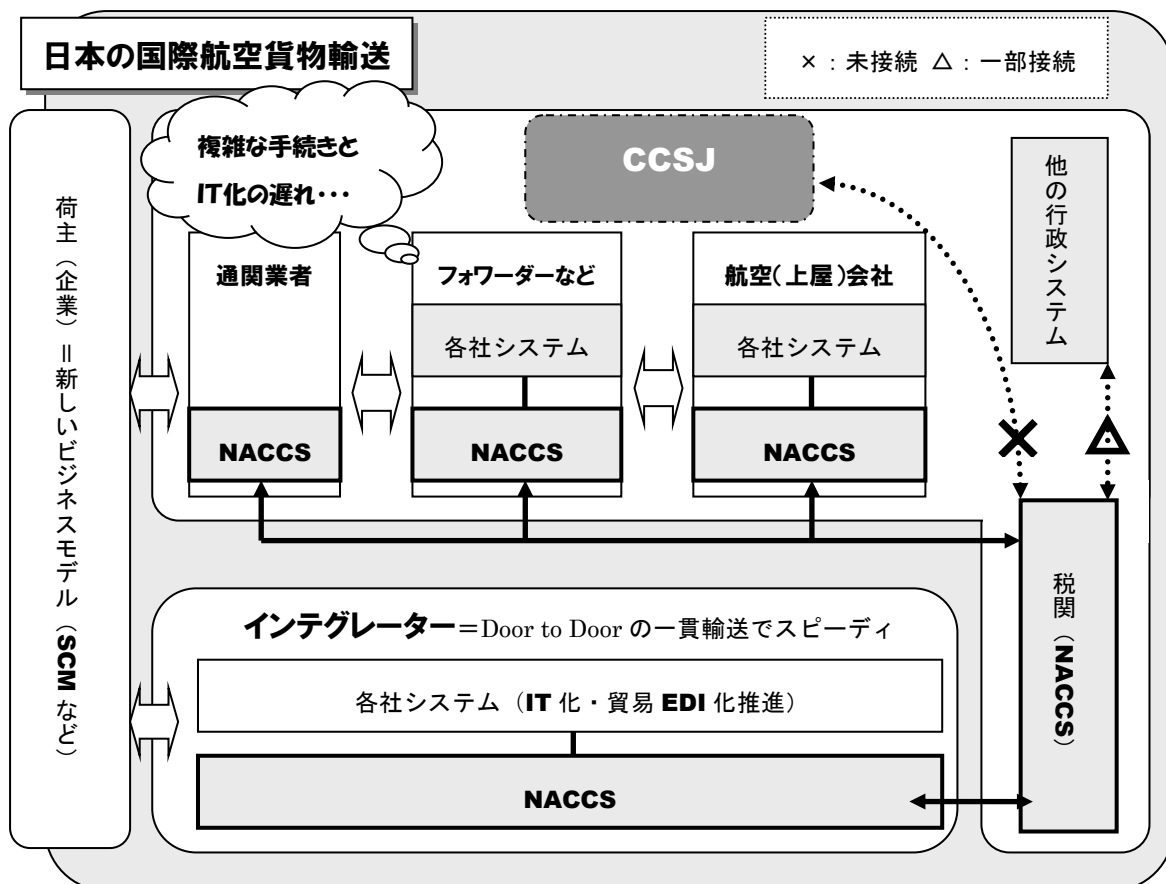 日本の国際航空貨物輸送
×：未接続 △：一部接続
複雑な手続きと
IT化の遅れ・・・
CCSJ
他の行政システム
荷主（企業）＝新しいビジネスモデル（SCMなど）
通関業者
フォワーダーなど
航空（上屋）会社
各社システム
各社システム
NACCS
NACCS
NACCS
税関（NACCS）
インテグレーター＝Door to Door の一貫輸送でスピーディ
各社システム（IT 化・貿易 EDI 化推進）
NACCS